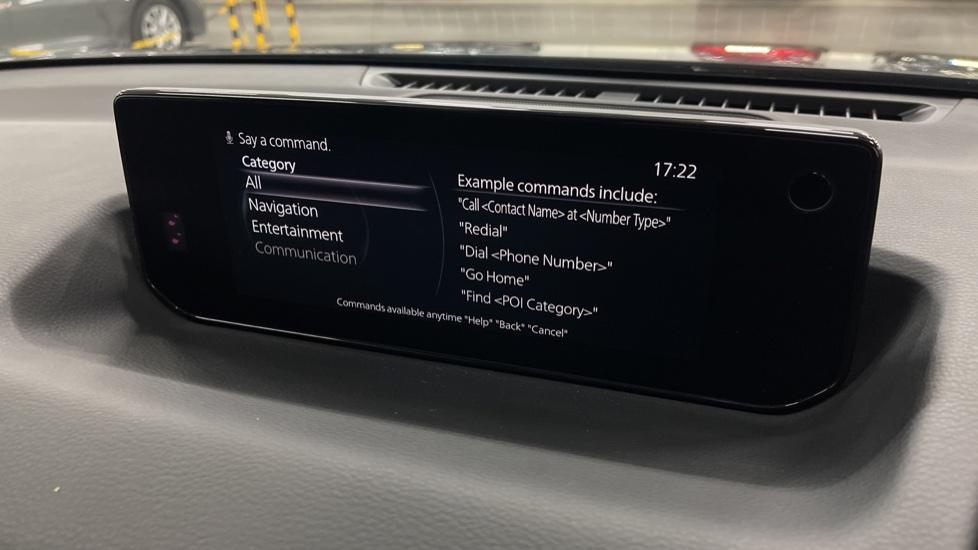 Say a command.
17:22
Category
All
Navigation
Entertainment
Communication
Example commands include:
"Call <Contact Name> at <Number Type>"
"Redial"
"Dial <Phone Number>"
"Go Home"
"Find <POI Category>"
Commands available anytime "Help" "Back" "Cancel"